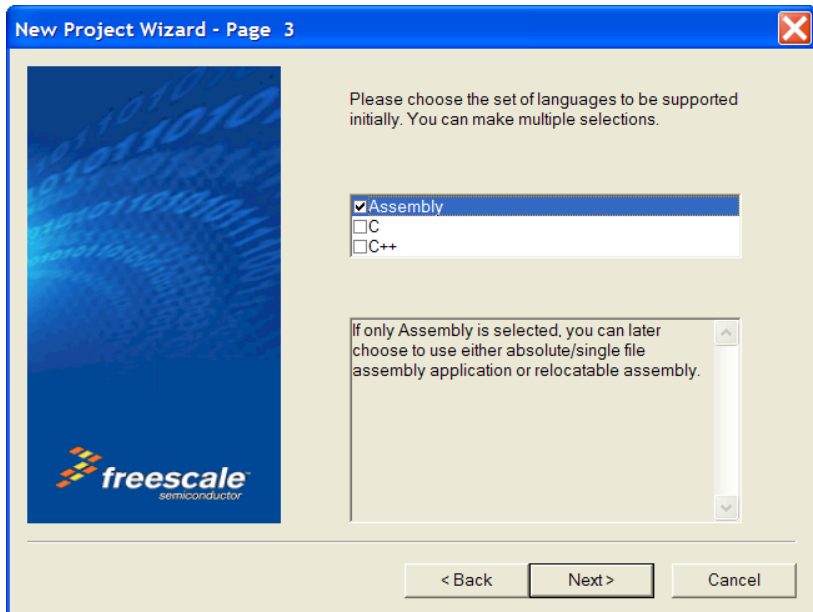 New Project Wizard - Page 3
Please choose the set of languages to be supported
initially. You can make multiple selections.
Assembly
C
C++
If only Assembly is selected, you can later
choose to use either absolute/single file
assembly application or relocatable assembly.
freescale
semiconductor
< Back
Next >
Cancel